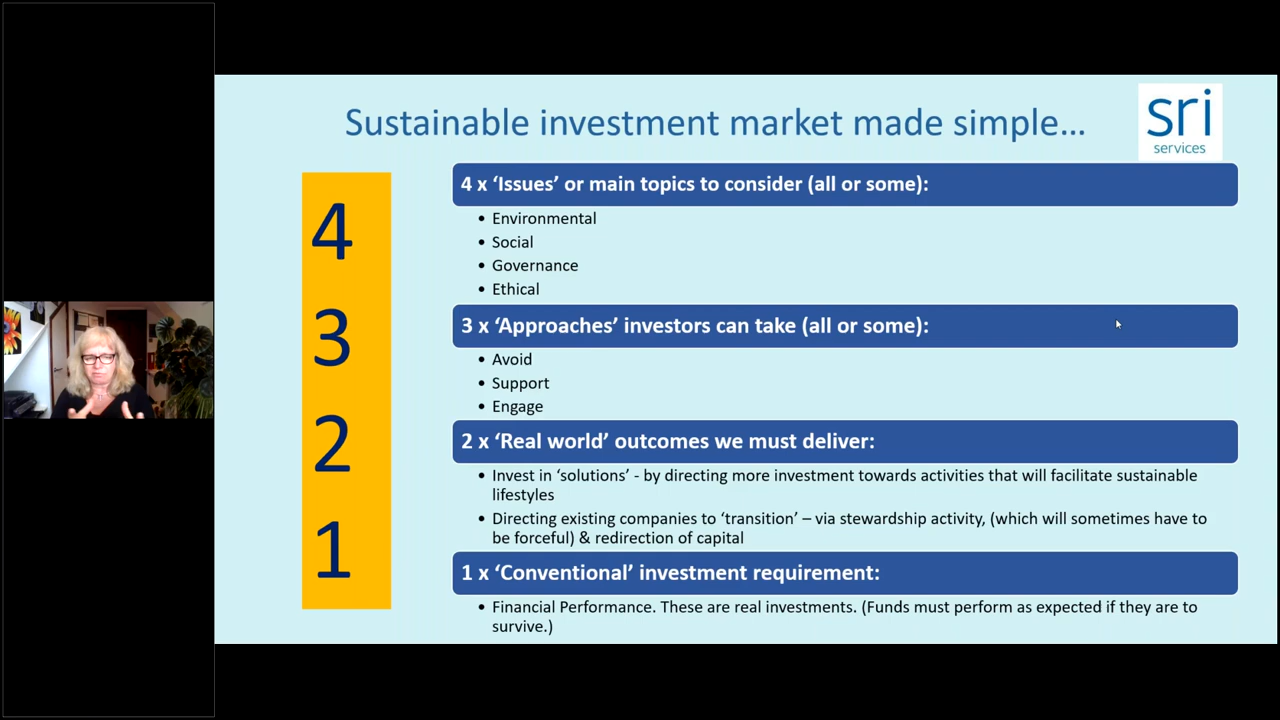 Sustainable investment market made simple...
sri
services
4
3
2
1
4 x ‘Issues’ or main topics to consider (all or some):
• Environmental
• Social
• Governance
• Ethical
3 x ‘Approaches’ investors can take (all or some):
• Avoid
• Support
• Engage
2 x ‘Real world’ outcomes we must deliver:
• Invest in ‘solutions’ - by directing more investment towards activities that will facilitate sustainable
lifestyles
• Directing existing companies to ‘transition’ – via stewardship activity, (which will sometimes have to
be forceful) & redirection of capital
1 x ‘Conventional’ investment requirement:
• Financial Performance. These are real investments. (Funds must perform as expected if they are to
survive.)